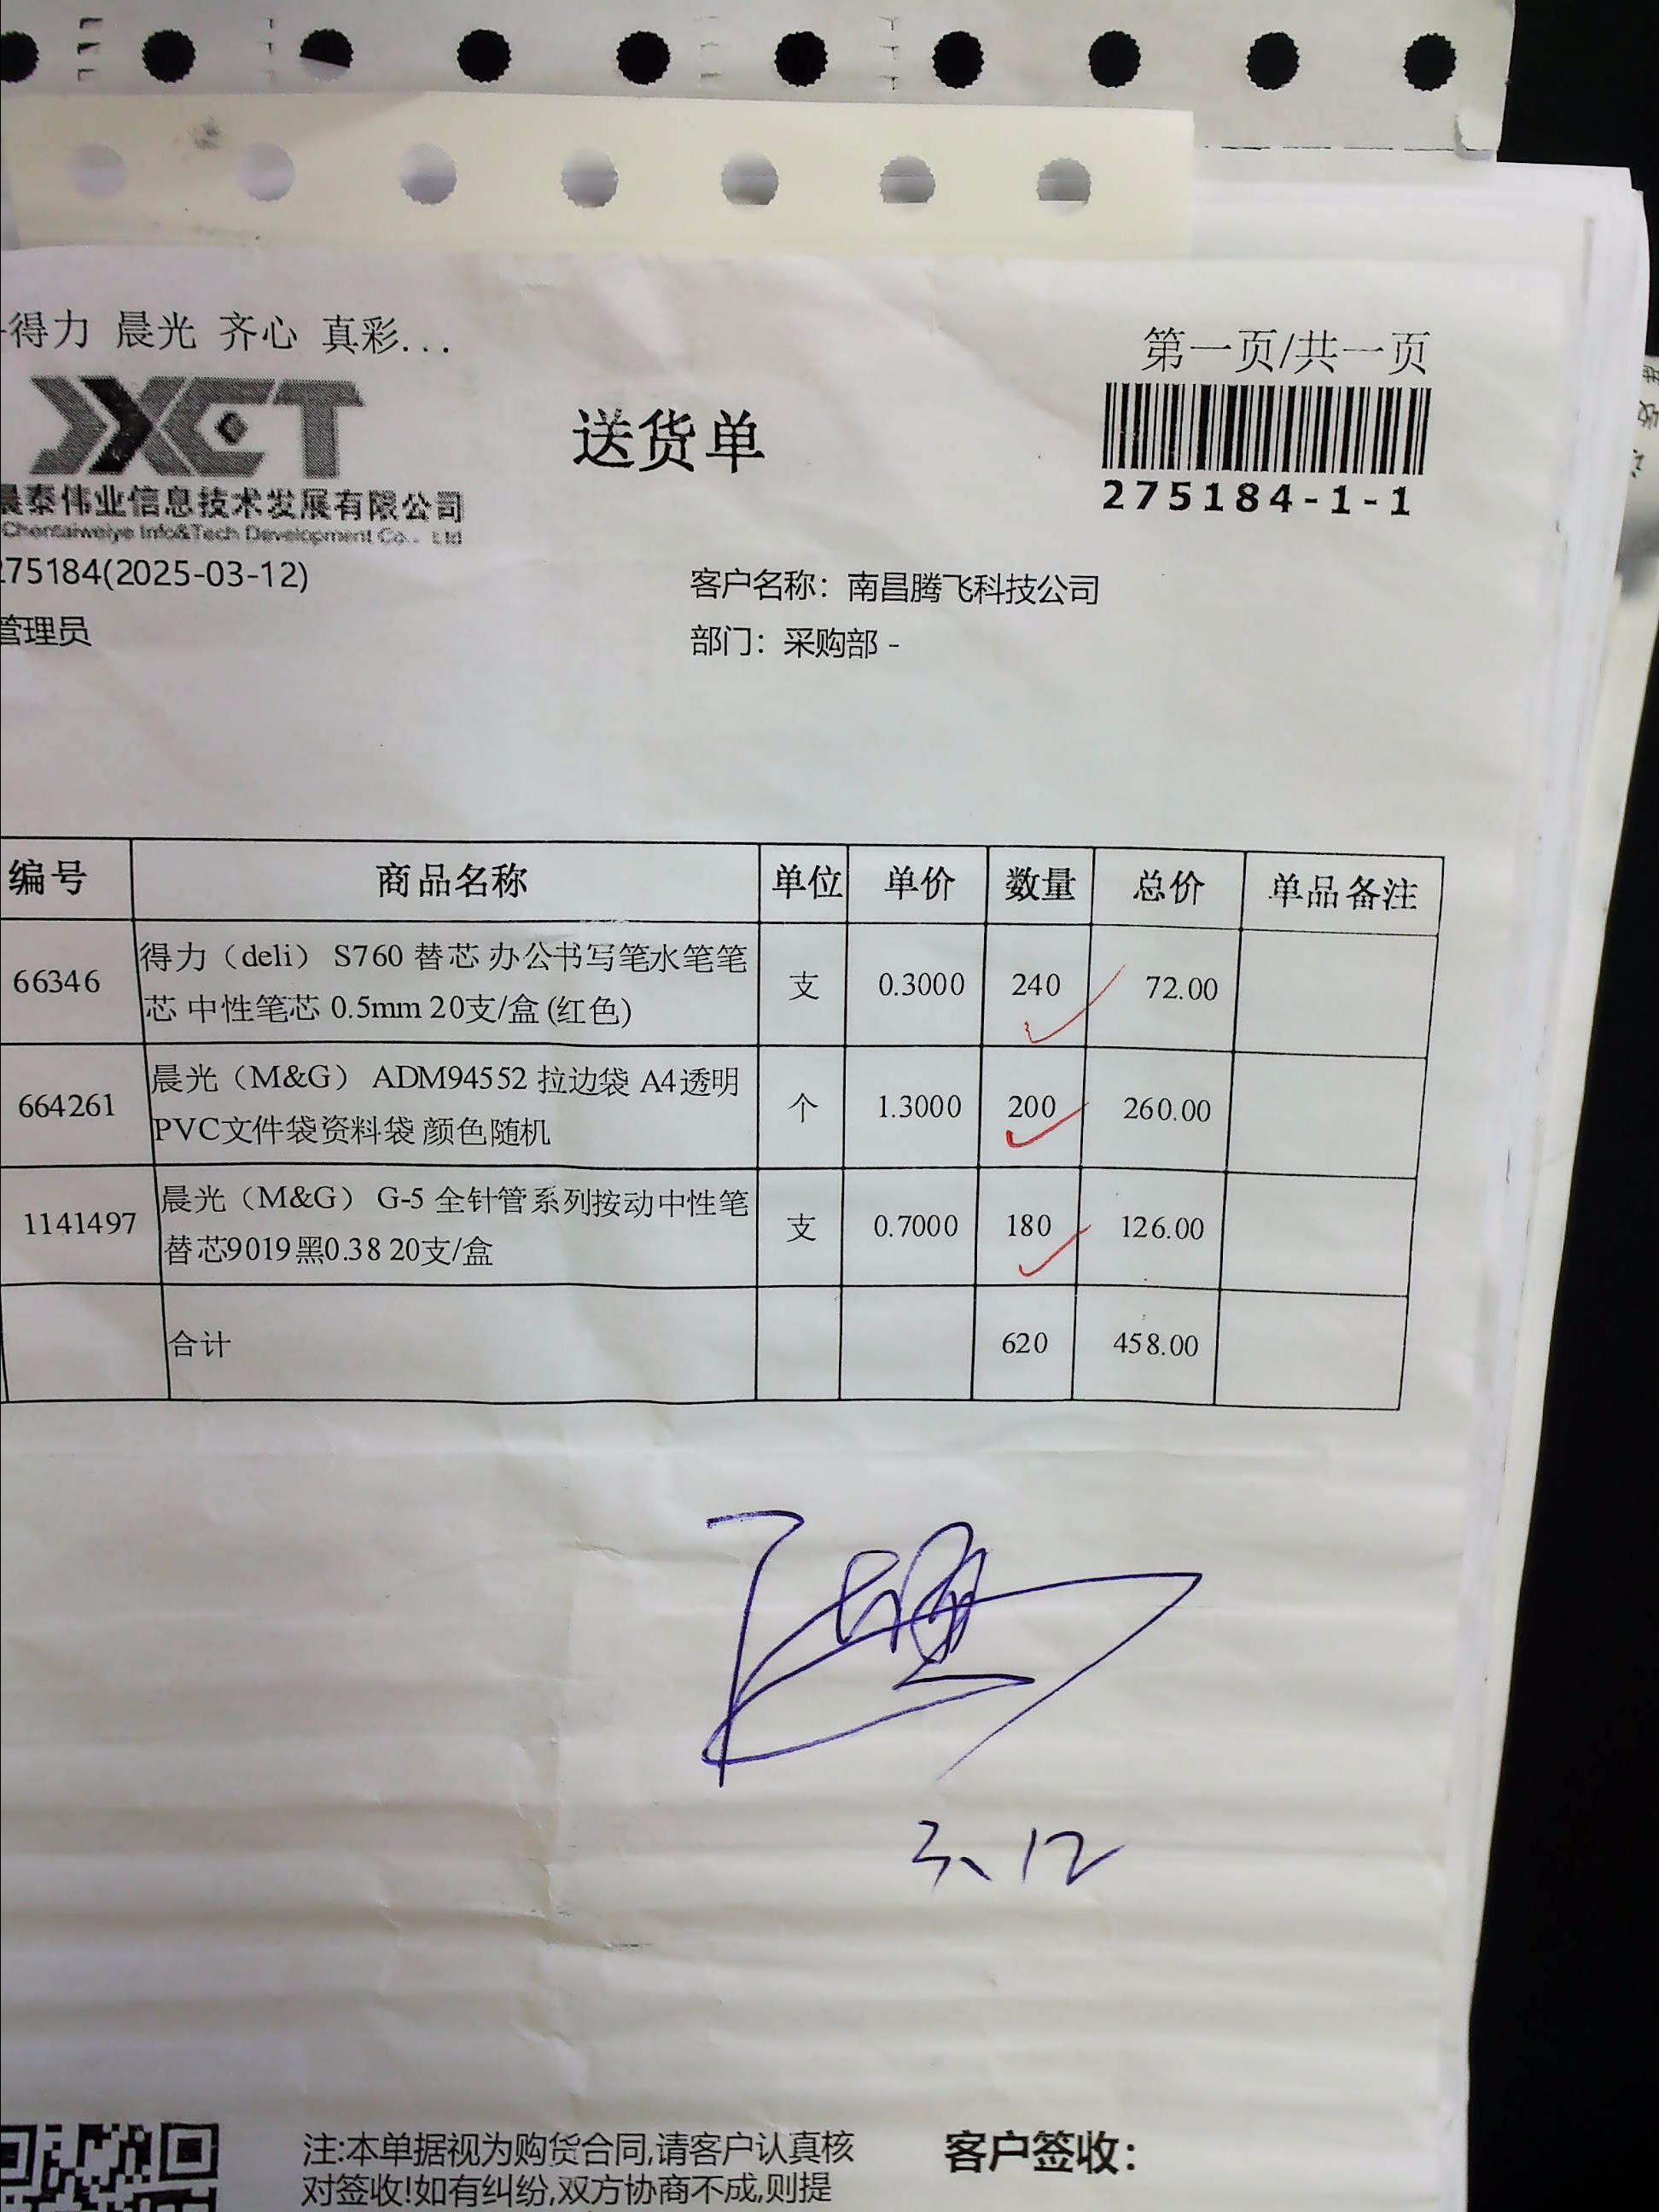 得力 晨光 齐心 真彩...
第一页/共一页
JXCT
送货单
275184-1-1
晨泰伟业信息技术发展有限公司
Chentaiweiye Info&Tech Development Co., Ltd
275184(2025-03-12)
客户名称：南昌腾飞科技公司
管理员
部门：采购部 -
编号 商品名称 单位 单价 数量 总价 单品备注
66346 得力（deli） S760 替芯 办公书写笔水笔笔
芯 中性笔芯 0.5mm 20支/盒 (红色) 支 0.3000 240 72.00
664261 晨光（M&G） ADM94552 拉边袋 A4透明
PVC文件袋资料袋 颜色随机 个 1.3000 200 260.00
1141497 晨光（M&G） G-5 全针管系列按动中性笔
替芯9019黑0.38 20支/盒 支 0.7000 180 126.00
合计 620 458.00
3.12
注:本单据视为购货合同,请客户认真核
对签收!如有纠纷,双方协商不成,则提
客户签收: